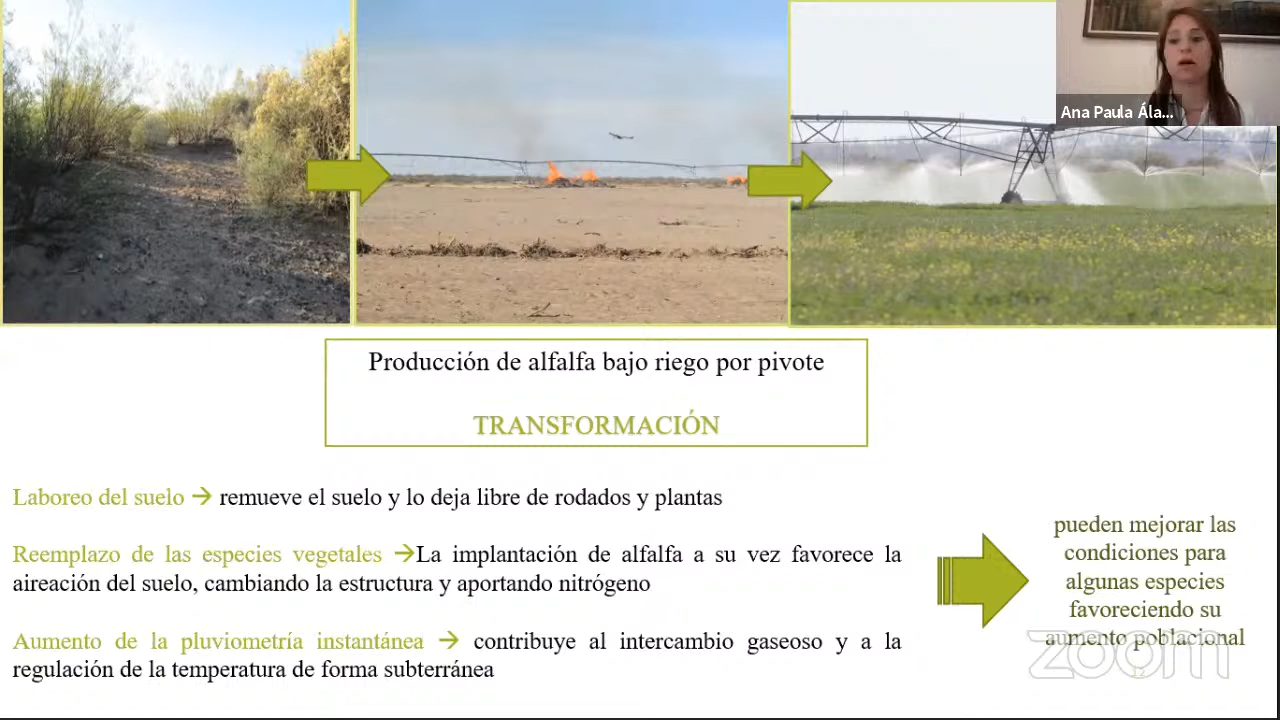 Ana Paula Ála...
Producción de alfalfa bajo riego por pivote
TRANSFORMACIÓN
Laboreo del suelo → remueve el suelo y lo deja libre de rodados y plantas
Reemplazo de las especies vegetales →La implantación de alfalfa a su vez favorece la
aireación del suelo, cambiando la estructura y aportando nitrógeno
Aumento de la pluviometría instantánea → contribuye al intercambio gaseoso y a la
regulación de la temperatura de forma subterránea
pueden mejorar las
condiciones para
algunas especies
favoreciendo su
aumento poblacional
zoom
12